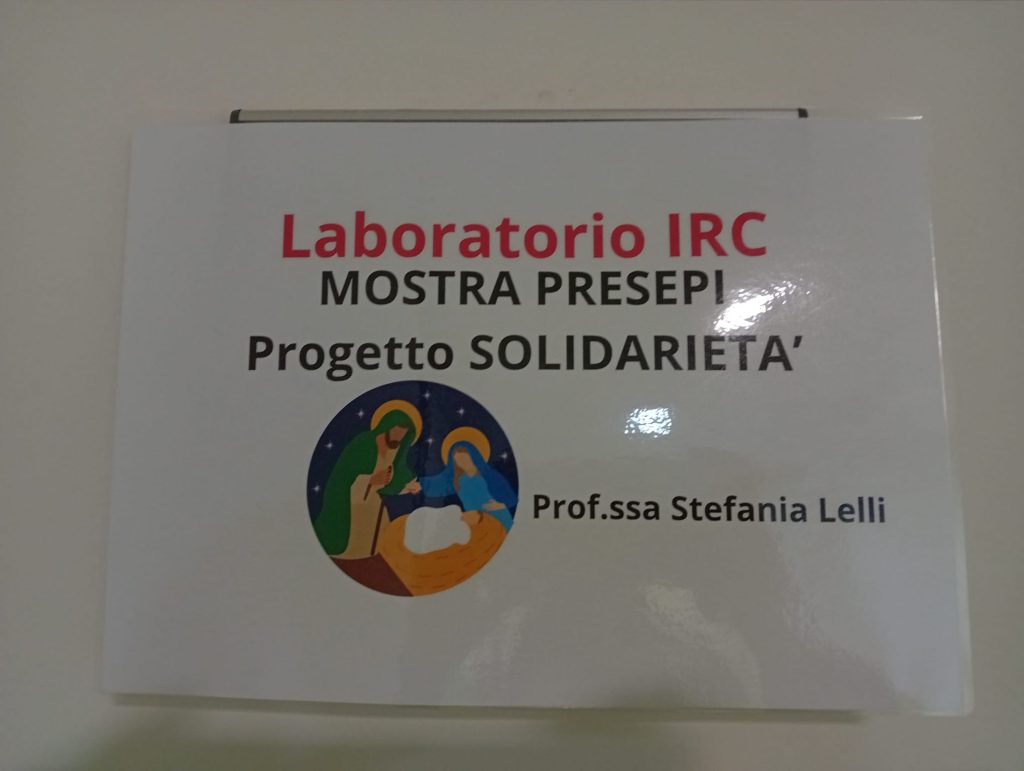 Laboratorio IRC
MOSTRA PRESEPI
Progetto SOLIDARIETA’
Prof.ssa Stefania Lelli